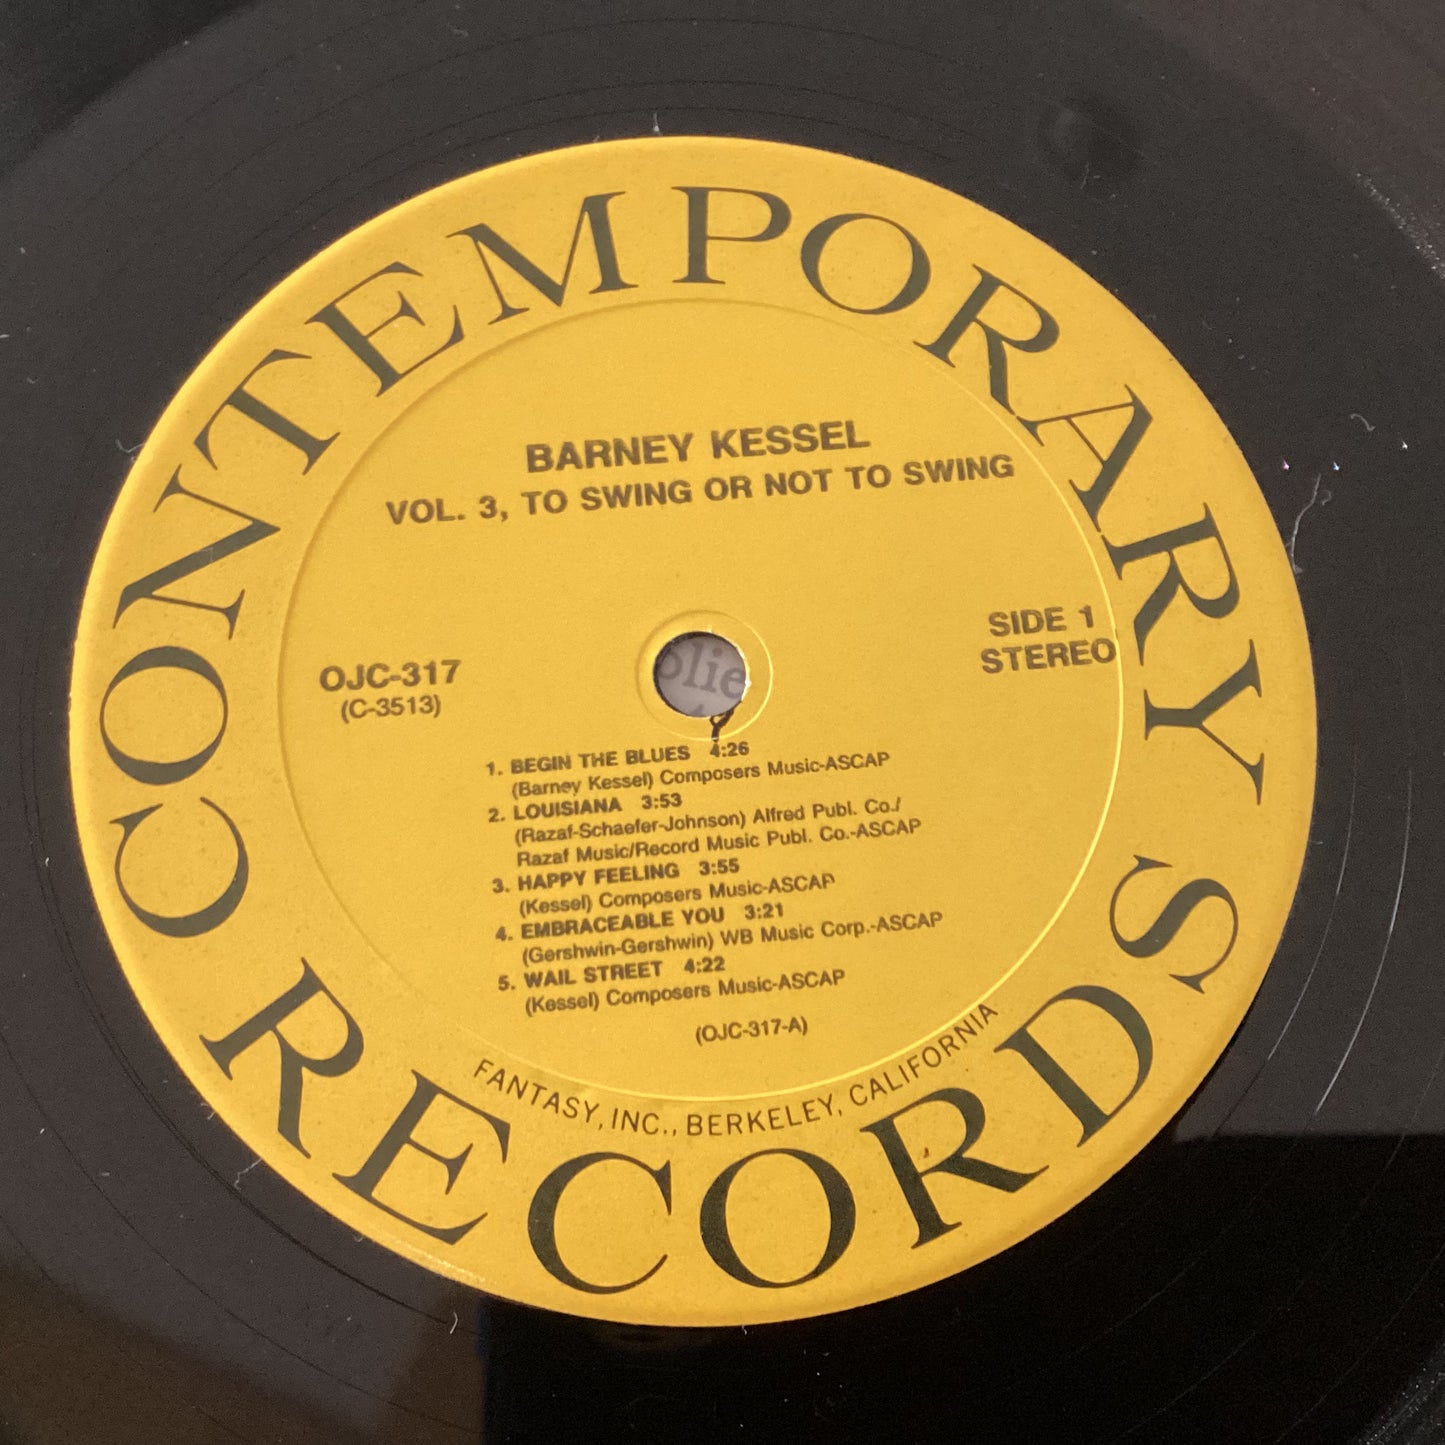 CONTEMPORARY
RECORDS
BARNEY KESSEL
VOL. 3, TO SWING OR NOT TO SWING
OJC-317
(C-3513)
SIDE 1
STEREO
1. BEGIN THE BLUES 4:26
(Barney Kessel) Composers Music-ASCAP
2. LOUISIANA 3:53
(Razaf-Schaefer-Johnson) Alfred Publ. Co./
Razaf Music/Record Music Publ. Co.-ASCAP
3. HAPPY FEELING 3:55
(Kessel) Composers Music-ASCAP
4. EMBRACEABLE YOU 3:21
(Gershwin-Gershwin) WB Music Corp.-ASCAP
5. WAIL STREET 4:22
(Kessel) Composers Music-ASCAP
(OJC-317-A)
FANTASY, INC., BERKELEY, CALIFORNIA